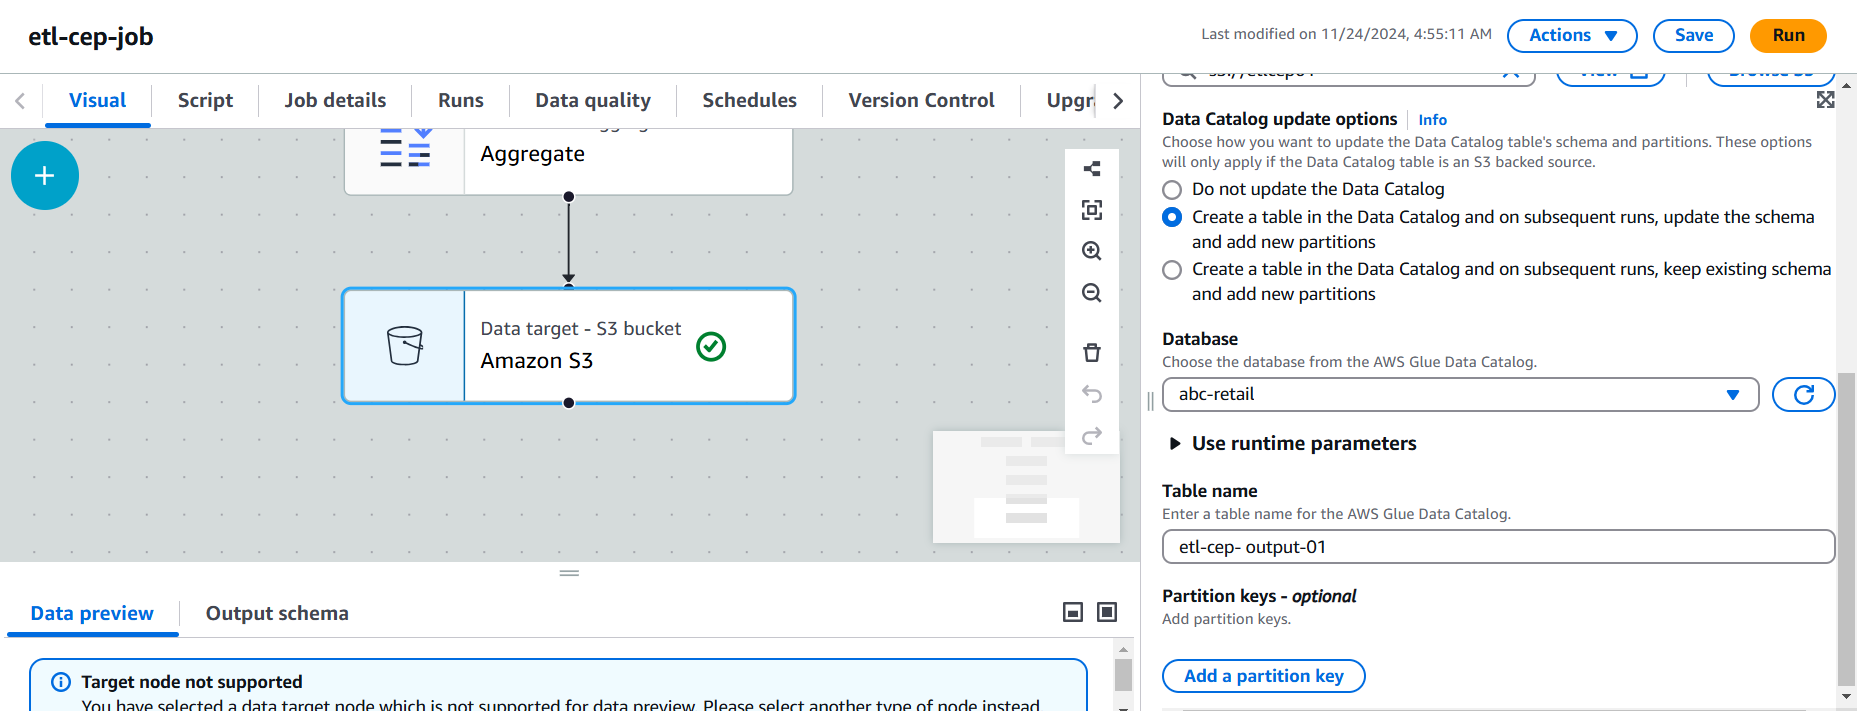 etl-cep-job
Last modified on 11/24/2024, 4:55:11 AM
Actions
Save
Run
Visual
Script
Job details
Runs
Data quality
Schedules
Version Control
Upgr
Aggregate
Data target - S3 bucket
Amazon S3
Data preview
Output schema
Target node not supported
You have selected a data target node which is not supported for data preview. Please select another type of node instead
View
Browse S3
Data Catalog update options
Info
Choose how you want to update the Data Catalog table's schema and partitions. These options
will only apply if the Data Catalog table is an S3 backed source.
Do not update the Data Catalog
Create a table in the Data Catalog and on subsequent runs, update the schema
and add new partitions
Create a table in the Data Catalog and on subsequent runs, keep existing schema
and add new partitions
Database
Choose the database from the AWS Glue Data Catalog.
abc-retail
Use runtime parameters
Table name
Enter a table name for the AWS Glue Data Catalog.
etl-cep- output-01
Partition keys - optional
Add partition keys.
Add a partition key